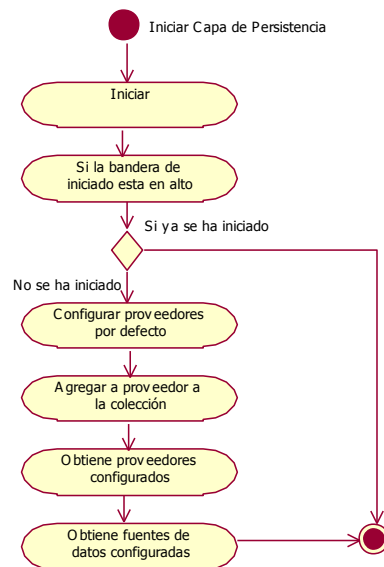 Iniciar Capa de Persistencia
Iniciar
Si la bandera de
iniciado esta en alto
Si ya se ha iniciado
No se ha iniciado
Configurar proveedores
por defecto
Agregar a proveedor a
la colección
Obtiene proveedores
configurados
Obtiene fuentes de
datos configuradas